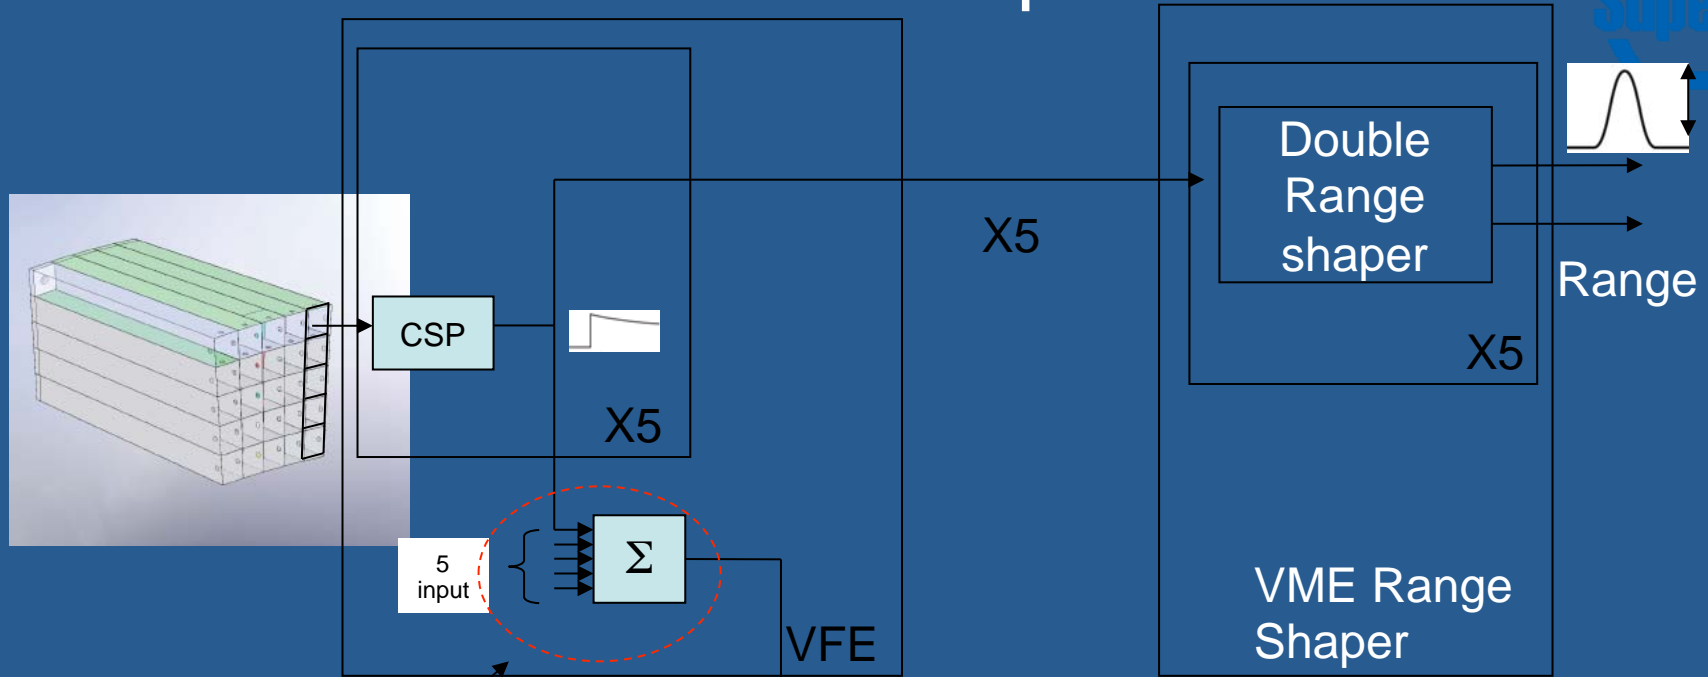 Double
Range
shaper
X5
Range
CSP
X5
X5
5
input
Σ
VFE
VME Range
Shaper